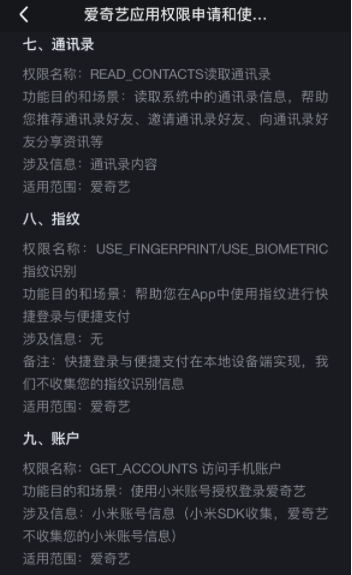 爱奇艺应用权限申请和使...
七、通讯录
权限名称：READ_CONTACTS读取通讯录
功能目的和场景：读取系统中的通讯录信息，帮助
您推荐通讯录好友、邀请通讯录好友、向通讯录好
友分享资讯等
涉及信息：通讯录内容
适用范围：爱奇艺
八、指纹
权限名称：USE_FINGERPRINT/USE_BIOMETRIC
指纹识别
功能目的和场景：帮助您在App中使用指纹进行快
捷登录与便捷支付
涉及信息：无
备注：快捷登录与便捷支付在本地设备端实现，我
们不收集您的指纹识别信息
适用范围：爱奇艺
九、账户
权限名称：GET_ACCOUNTS 访问手机账户
功能目的和场景：使用小米账号授权登录爱奇艺
涉及信息：小米账号信息（小米SDK收集，爱奇艺
不收集您的小米账号信息）
适用范围：爱奇艺